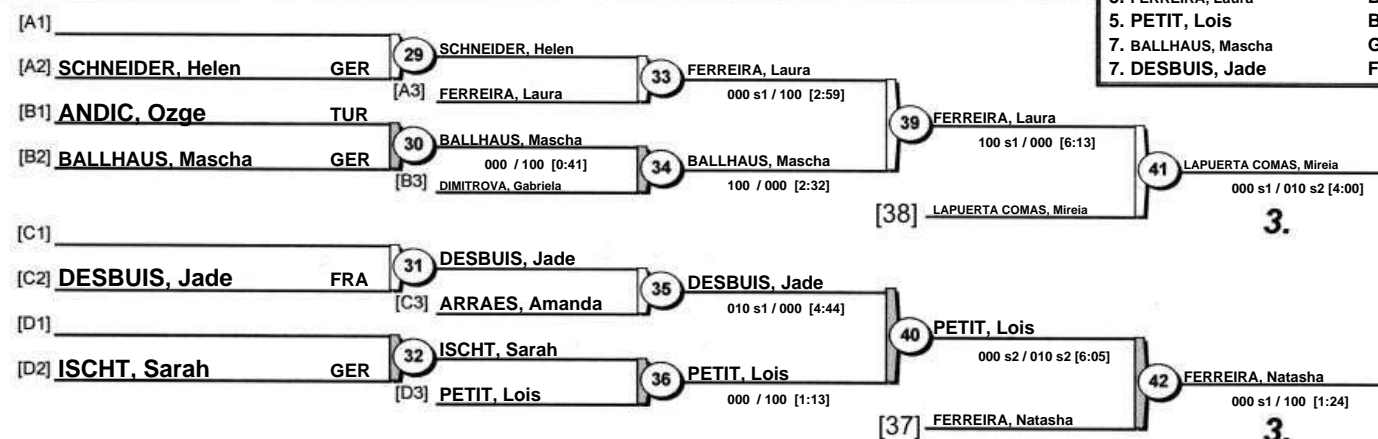 5. PETIT, Lois B
7. BALLHAUS, Mascha G
7. DESBUIS, Jade F
[A1]
[A2] SCHNEIDER, Helen GER
29 SCHNEIDER, Helen
[A3] FERREIRA, Laura
33 FERREIRA, Laura
000 s1 / 100 [2:59]
[B1] ANDIC, Ozge TUR
[B2] BALLHAUS, Mascha GER
30 BALLHAUS, Mascha
000 / 100 [0:41]
[B3] DIMITROVA, Gabriela
34 BALLHAUS, Mascha
100 / 000 [2:32]
39 FERREIRA, Laura
100 s1 / 000 [6:13]
[38] LAPUERTA COMAS, Mireia
41 LAPUERTA COMAS, Mireia
000 s1 / 010 s2 [4:00]
3.
[C1]
[C2] DESBUIS, Jade FRA
31 DESBUIS, Jade
[C3] ARRAES, Amanda
35 DESBUIS, Jade
010 s1 / 000 [4:44]
[D1]
[D2] ISCHT, Sarah GER
32 ISCHT, Sarah
[D3] PETIT, Lois
36 PETIT, Lois
000 / 100 [1:13]
40 PETIT, Lois
000 s2 / 010 s2 [6:05]
[37] FERREIRA, Natasha
42 FERREIRA, Natasha
000 s1 / 100 [1:24]
3.